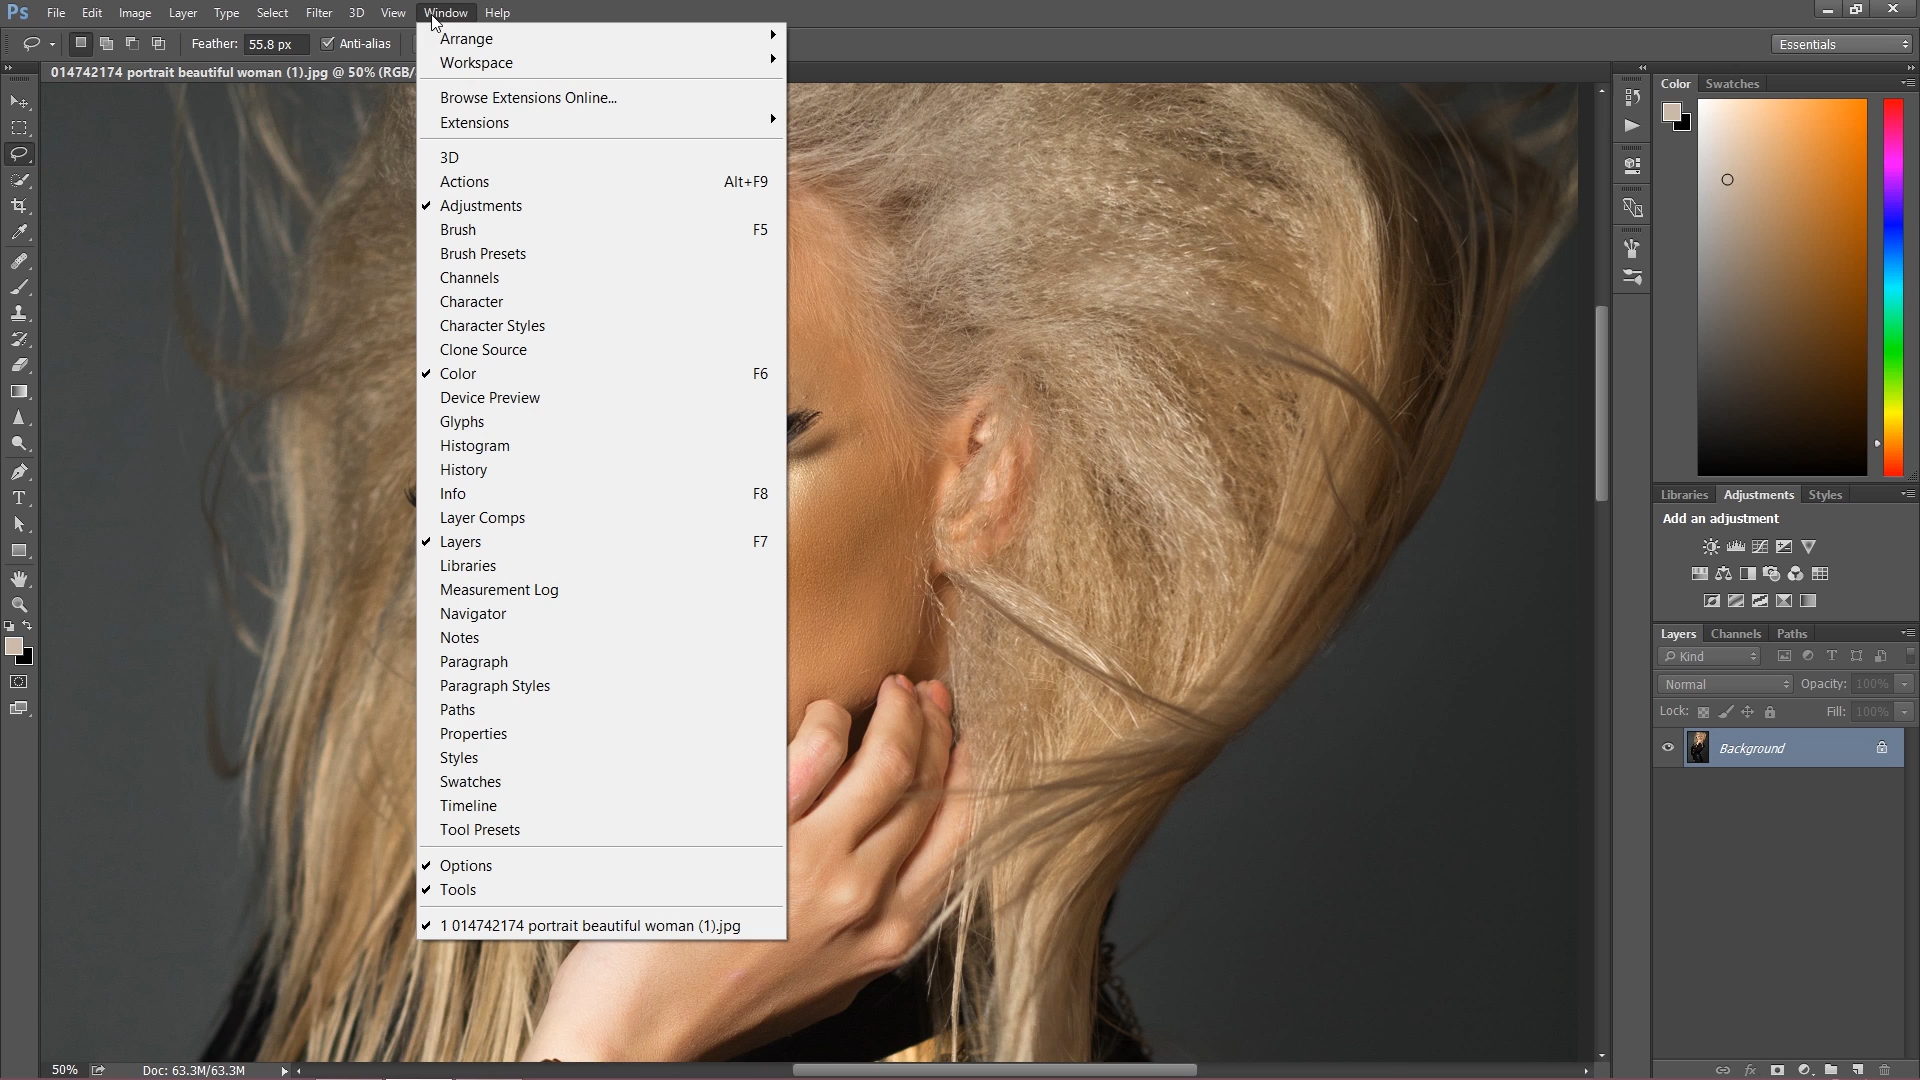 Ps File Edit Image Layer Type Select Filter 3D View Window Help
Feather: 55.8 px Anti-alias Essentials
014742174 portrait beautiful woman (1).jpg @ 50% (RGB/
Arrange
Workspace
Browse Extensions Online...
Extensions
3D
Actions Alt+F9
Adjustments
Brush F5
Brush Presets
Channels
Character
Character Styles
Clone Source
Color F6
Device Preview
Glyphs
Histogram
History
Info F8
Layer Comps
Layers F7
Libraries
Measurement Log
Navigator
Notes
Paragraph
Paragraph Styles
Paths
Properties
Styles
Swatches
Timeline
Tool Presets
Options
Tools
1 014742174 portrait beautiful woman (1).jpg
Color Swatches
Libraries Adjustments Styles
Add an adjustment
Layers Channels Paths
Kind
Normal Opacity: 100%
Lock: Fill: 100%
Background
T
T
fx
50% Doc: 63.3M/63.3M